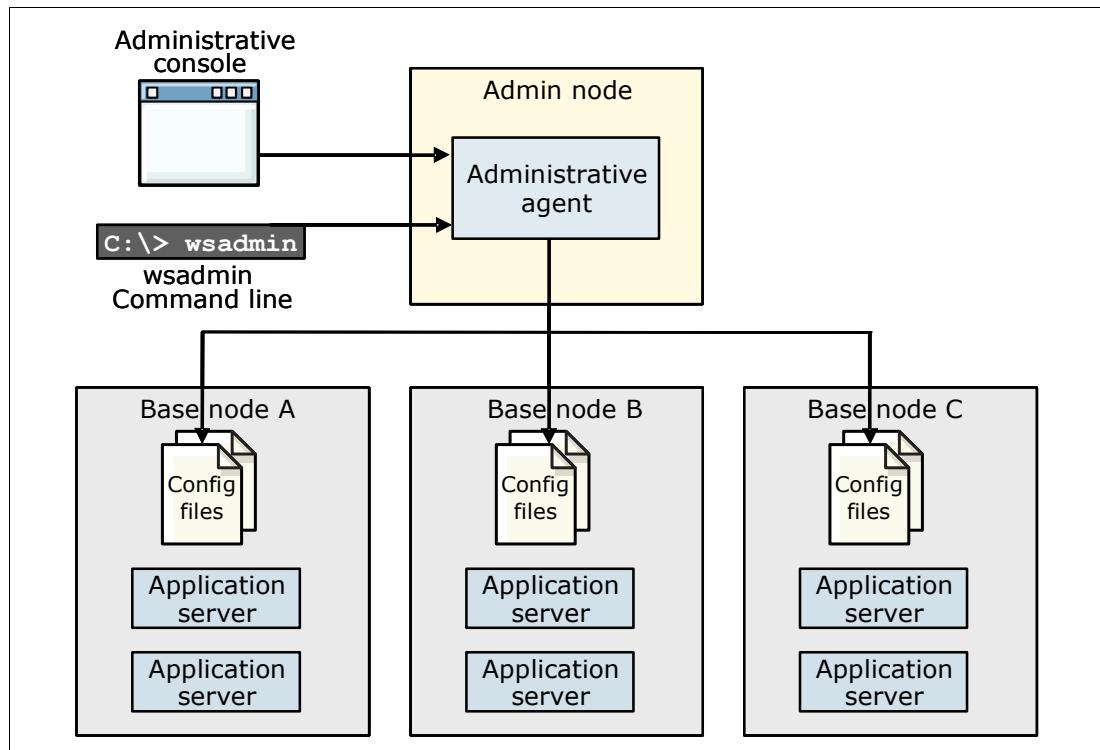 Administrative
console
Admin node
Administrative
agent
C:\> wsadmin
wsadmin
Command line
Base node A
Config
files
Application
server
Application
server
Base node B
Config
files
Application
server
Application
server
Base node C
Config
files
Application
server
Application
server